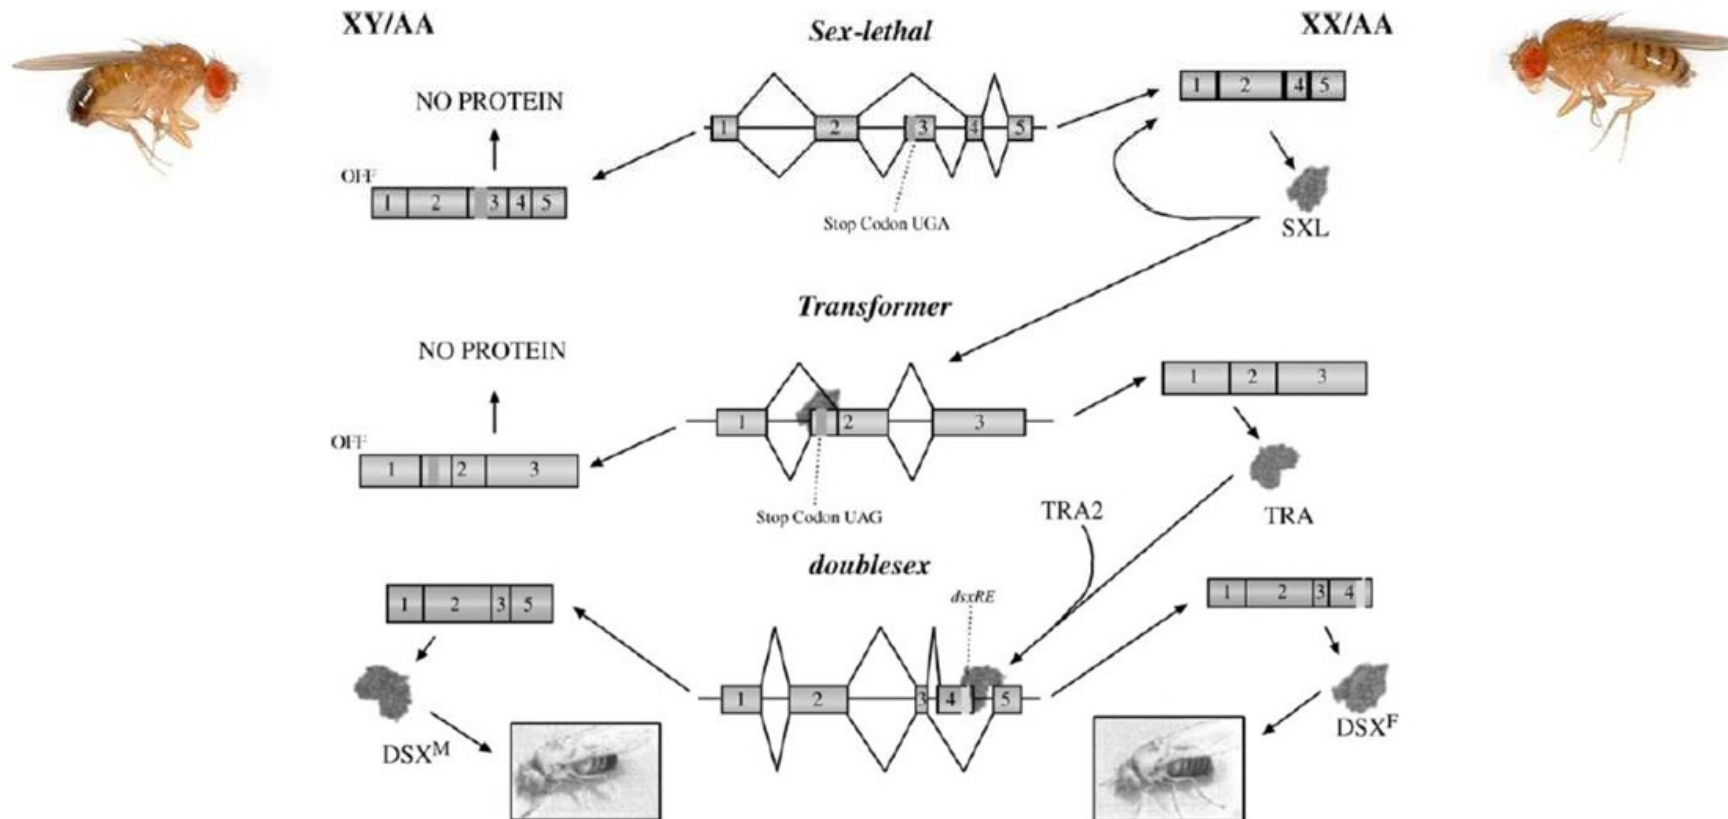 XY/AA
Sex-lethal
XX/AA
NO PROTEIN
OFF
1 2 3 4 5
1 2 3 4 5
Stop Codon UGA
1 2 4 5
SXL
Transformer
NO PROTEIN
OFF
1 2 3
1 2 3
Stop Codon UAG
1 2 3
TRA
TRA2
doublesex
dsxRE
1 2 3 5
DSXM
1 2 3 4 5
1 2 3 4
DSXF